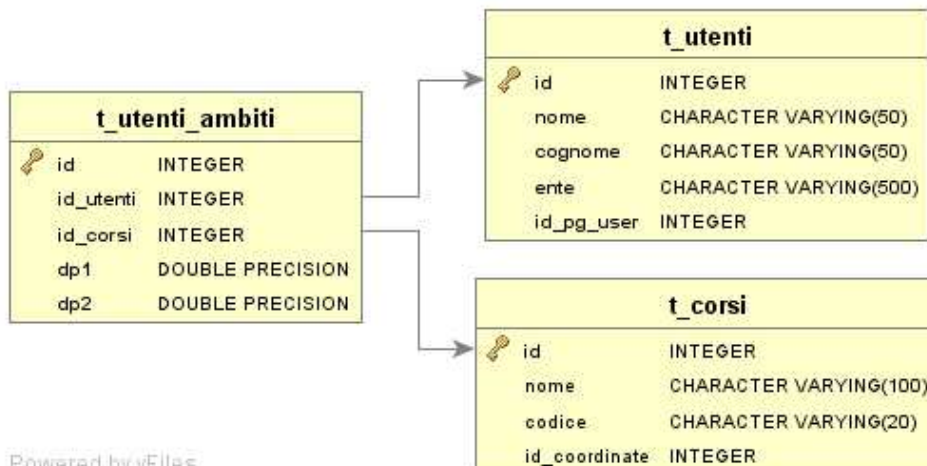 t_utenti_ambiti
id INTEGER
id_utenti INTEGER
id_corsi INTEGER
dp1 DOUBLE PRECISION
dp2 DOUBLE PRECISION
t_utenti
id INTEGER
nome CHARACTER VARYING(50)
cognome CHARACTER VARYING(50)
ente CHARACTER VARYING(500)
id_pg_user INTEGER
t_corsi
id INTEGER
nome CHARACTER VARYING(100)
codice CHARACTER VARYING(20)
id_coordinate INTEGER
Powered by yFiles